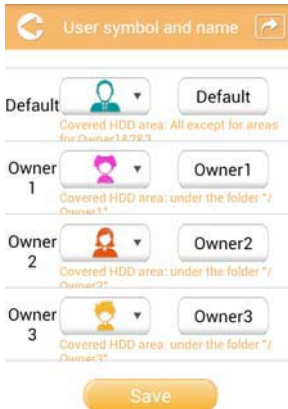 User symbol and name
Default
Default
Covered HDD area: All except for areas
for Owner1&2&3
Owner
1
Owner1
Covered HDD area: under the folder "/
Owner1"
Owner
2
Owner2
Covered HDD area: under the folder "/
Owner2"
Owner
3
Owner3
Covered HDD area: under the folder "/
Owner3"
Save